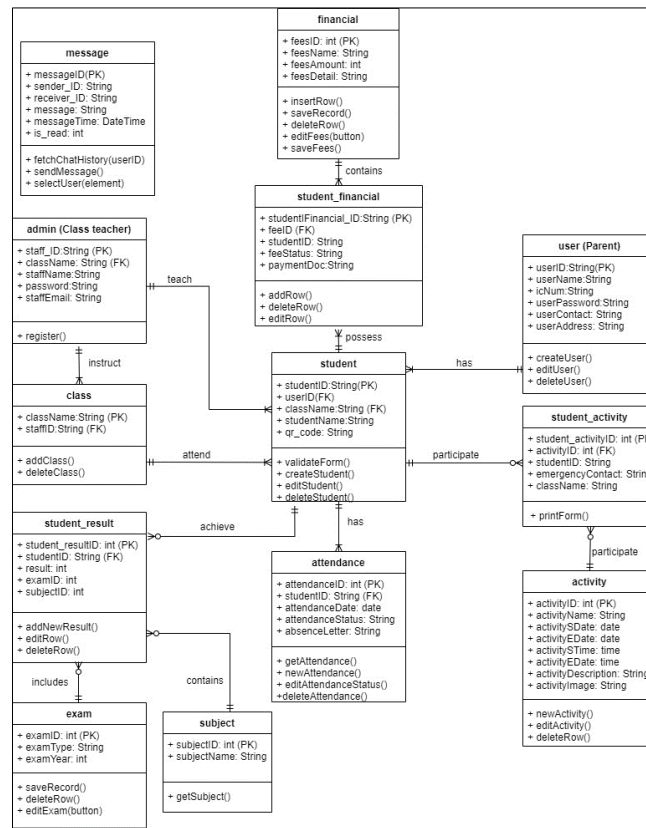 financial
+ feesID: int (PK)
+ feesName: String
+ feesAmount: int
+ feesDetail: String
+ insertRow()
+ saveRecord()
+ deleteRow()
+ editFees(button)
+ saveFees()
message
+ messageID(PK)
+ sender_ID: String
+ receiver_ID: String
+ message: String
+ messageTime: DateTime
+ is_read: int
+ fetchChatHistory(userID)
+ sendMessage()
+ selectUser(element)
contains
student_financial
+ studentIFinancial_ID:String (PK)
+ feeID (FK)
+ studentID: String
+ feeStatus: String
+ paymentDoc:String
+ addRow()
+ deleteRow()
+ editRow()
admin (Class teacher)
+ staff_ID:String (PK)
+ className: String (FK)
+ staffName:String
+ password:String
+ staffEmail: String
+ register()
teach
user (Parent)
+ userID:String(PK)
+ userName:String
+ icNum:String
+ userPassword:String
+ userContact: String
+ userAddress: String
+ createUser()
+ editUser()
+ deleteUser()
possess
instruct
has
class
+ className:String (PK)
+ staffID:String (FK)
+ addClass()
+ deleteClass()
student
+ studentID:String(PK)
+ userID(FK)
+ className:String (FK)
+ studentName:String
+ qr_code: String
+ validateForm()
+ createStudent()
+ editStudent()
+ deleteStudent()
attend
participate
student_activity
+ student_activityID: int (PK)
+ activityID: int (FK)
+ studentID: String
+ emergencyContact: String
+ className: String
+ printForm()
achieve
has
participate
student_result
+ student_resultID: int (PK)
+ studentID: String (FK)
+ result: int
+ examID: int
+ subjectID: int
+ addNewResult()
+ editRow()
+ deleteRow()
attendance
+ attendanceID: int (PK)
+ studentID: String (FK)
+ attendanceDate: date
+ attendanceStatus: String
+ absenceLetter: String
+ getAttendance()
+ newAttendance()
+ editAttendanceStatus()
+deleteAttendance()
activity
+ activityID: int (PK)
+ activityName: String
+ activitySDate: date
+ activityEDate: date
+ activitySTime: time
+ activityEDate: time
+ activityDescription: String
+ activityImage: String
+ newActivity()
+ editActivity()
+ deleteRow()
includes
contains
exam
+ examID: int (PK)
+ examType: String
+ examYear: int
+ saveRecord()
+ deleteRow()
+ editExam(button)
subject
+ subjectID: int (PK)
+ subjectName: String
+ getSubject()